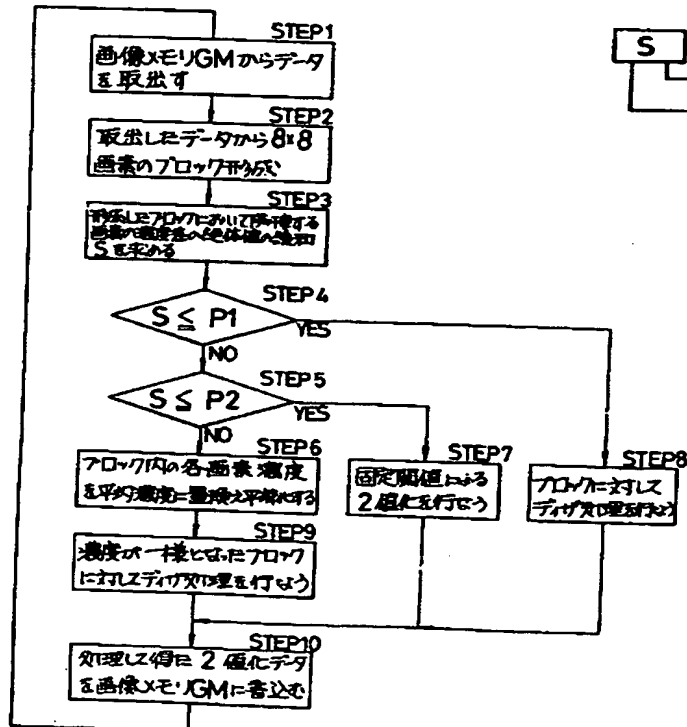 STEP1
画像メモリGMからデータ
を取出す
S
STEP2
取出したデータから8×8
画素のブロック形成
STEP3
形成したブロックにおいて隣接する
画素の濃度差の絶対値の総和
Sを求める
STEP4
S ≦ P1
YES
NO
STEP5
S ≦ P2
YES
NO
STEP6
ブロック内の各画素濃度
を平均濃度に置換え平滑化する
STEP7
固定閾値による
2値化を行なう
STEP8
ブロックに対して
ディザ処理を行なう
STEP9
濃度が一様となったブロック
に対してディザ処理を行なう
STEP10
処理して得た2値化データ
を画像メモリGMに書込む